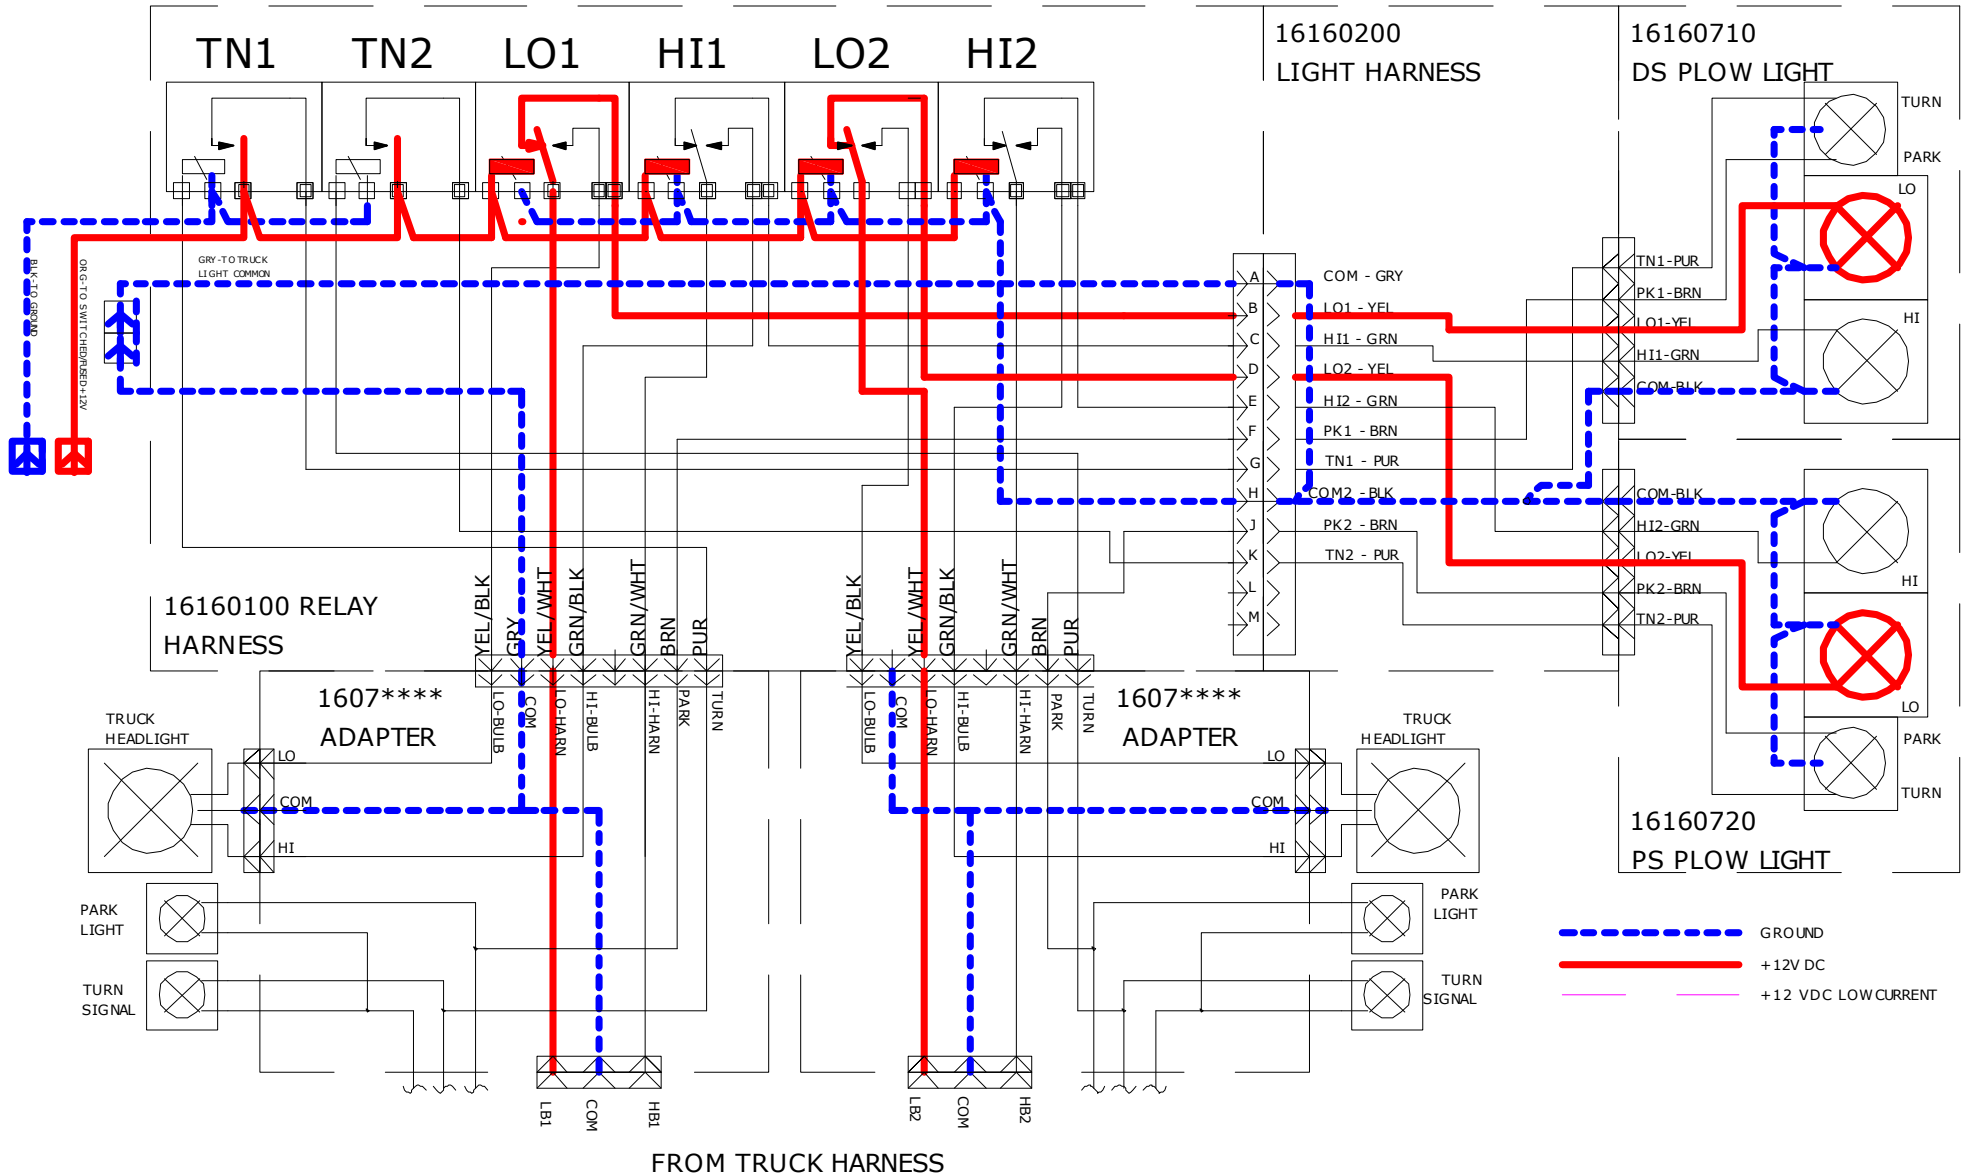 TN1
TN2
LO1
HI1
LO2
HI2
16160200
LIGHT HARNESS
16160710
DS PLOW LIGHT
TURN
PARK
LO
HI
BLK-TO GROUND
ORG-TO SWITCHED/FUSED+12V
GRY-TO TRUCK
LIGHT COMMON
A
B
C
D
E
F
G
H
J
K
L
M
COM - GRY
LO1 - YEL
HI1 - GRN
LO2 - YEL
HI2 - GRN
PK1 - BRN
TN1 - PUR
COM2 - BLK
PK2 - BRN
TN2 - PUR
TN1-PUR
PK1-BRN
LO1-YEL
HI1-GRN
COM-BLK
COM-BLK
HI2-GRN
LO2-YEL
PK2-BRN
TN2-PUR
HI
LO
PARK
TURN
16160720
PS PLOW LIGHT
16160100 RELAY
HARNESS
YEL/BLK
GRY
YEL/WHT
GRN/BLK
GRN/WHT
BRN
PUR
YEL/BLK
YEL/WHT
GRN/BLK
GRN/WHT
BRN
PUR
1607****
ADAPTER
LO-BULB
COM
LO-HARN
HI-BULB
HI-HARN
PARK
TURN
LO-BULB
COM
LO-HARN
HI-BULB
HI-HARN
PARK
TURN
1607****
ADAPTER
TRUCK
HEADLIGHT
LO
COM
HI
LO
COM
HI
TRUCK
HEADLIGHT
PARK
LIGHT
TURN
SIGNAL
PARK
LIGHT
TURN
SIGNAL
GROUND
+12V DC
+12 VDC LOW CURRENT
LB1
COM
HB1
LB2
COM
HB2
FROM TRUCK HARNESS